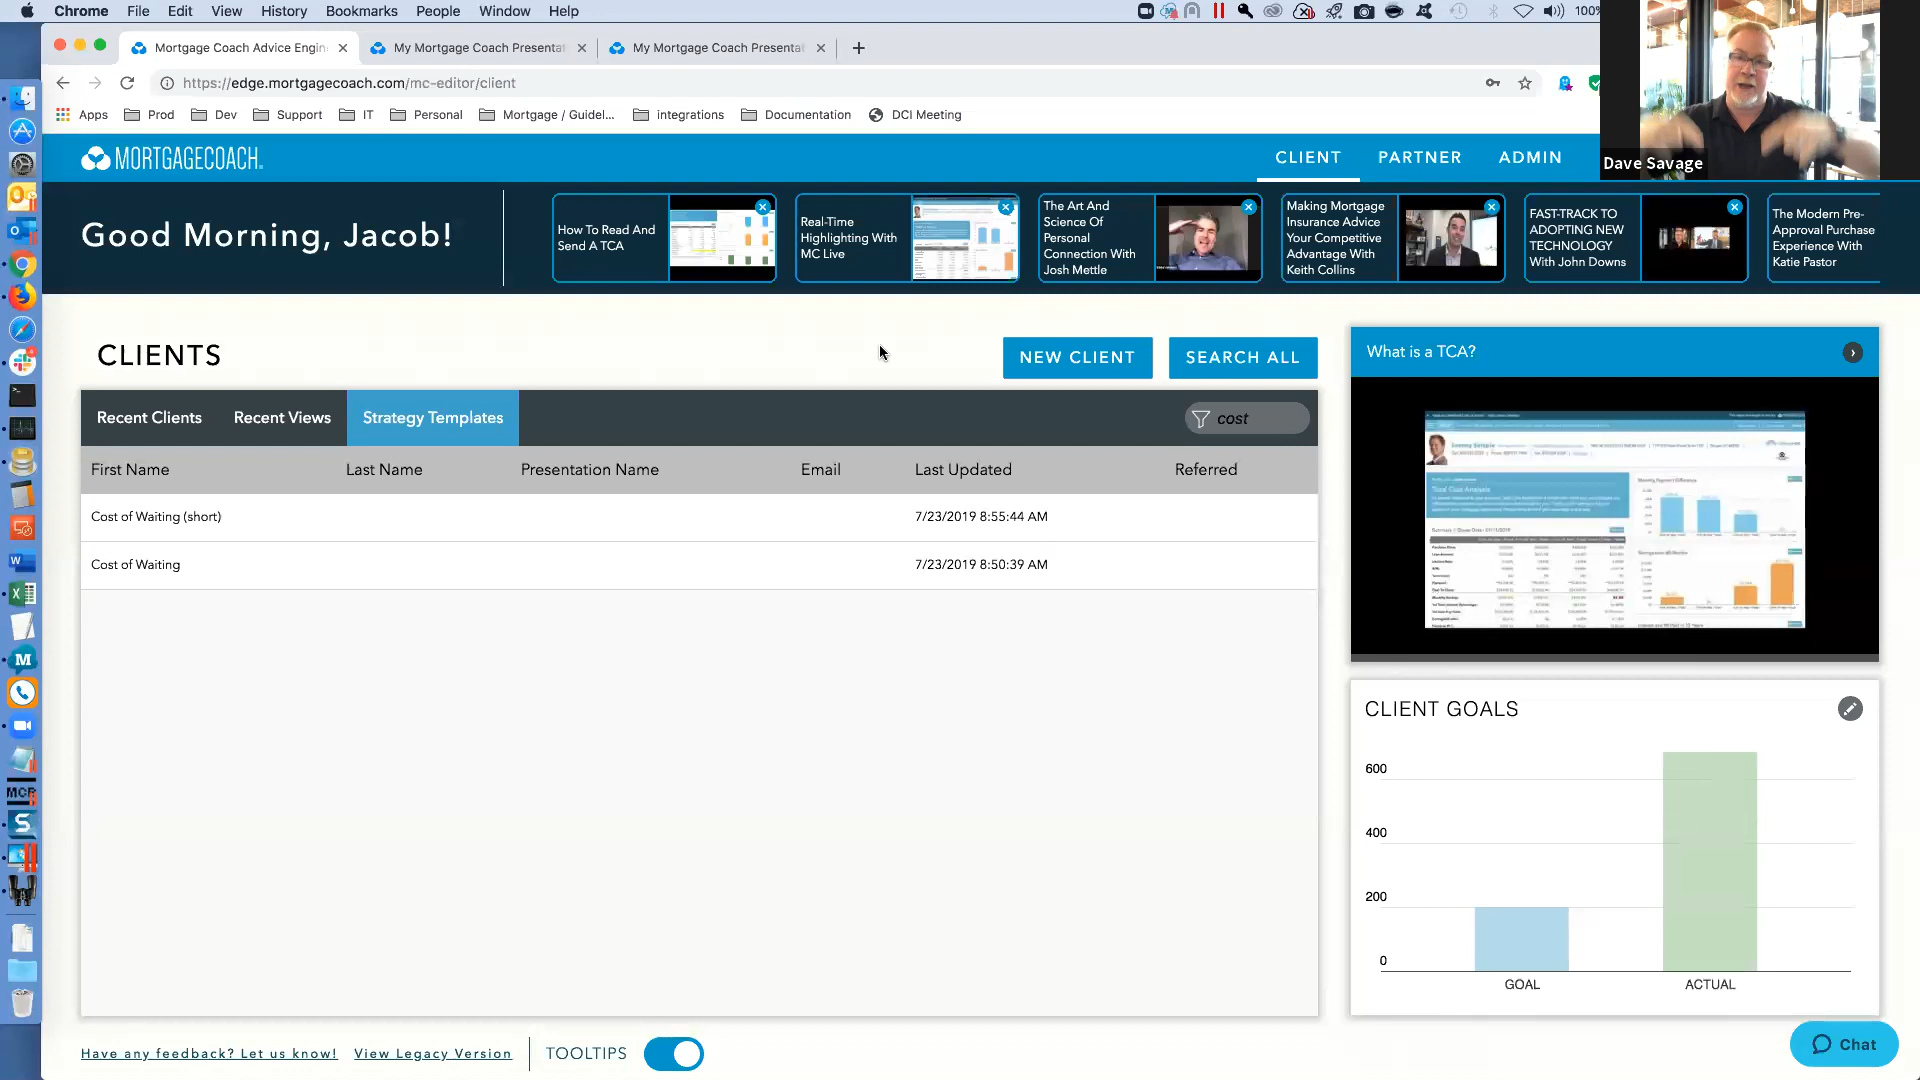 Chrome File Edit View History Bookmarks People Window Help 100%
Mortgage Coach Advice Engin
My Mortgage Coach Presentat
My Mortgage Coach Presentat
https://edge.mortgagecoach.com/mc-editor/client
Apps Prod Dev Support IT Personal Mortgage / Guidel... integrations Documentation DCI Meeting
Dave Savage
MORTGAGECOACH.
CLIENT PARTNER ADMIN
Good Morning, Jacob!
How To Read And
Send A TCA
Real-Time
Highlighting With
MC Live
The Art And
Science Of
Personal
Connection With
Josh Mettle
Making Mortgage
Insurance Advice
Your Competitive
Advantage With
Keith Collins
FAST-TRACK TO
ADOPTING NEW
TECHNOLOGY
With John Downs
The Modern Pre-
Approval Purchase
Experience With
Katie Pastor
CLIENTS
NEW CLIENT
SEARCH ALL
Recent Clients Recent Views Strategy Templates cost
First Name Last Name Presentation Name Email Last Updated Referred
Cost of Waiting (short) 7/23/2019 8:55:44 AM
Cost of Waiting 7/23/2019 8:50:39 AM
What is a TCA?
Total Cost Analysis
CLIENT GOALS
600
400
200
0
GOAL ACTUAL
Have any feedback? Let us know! View Legacy Version TOOLTIPS
Chat